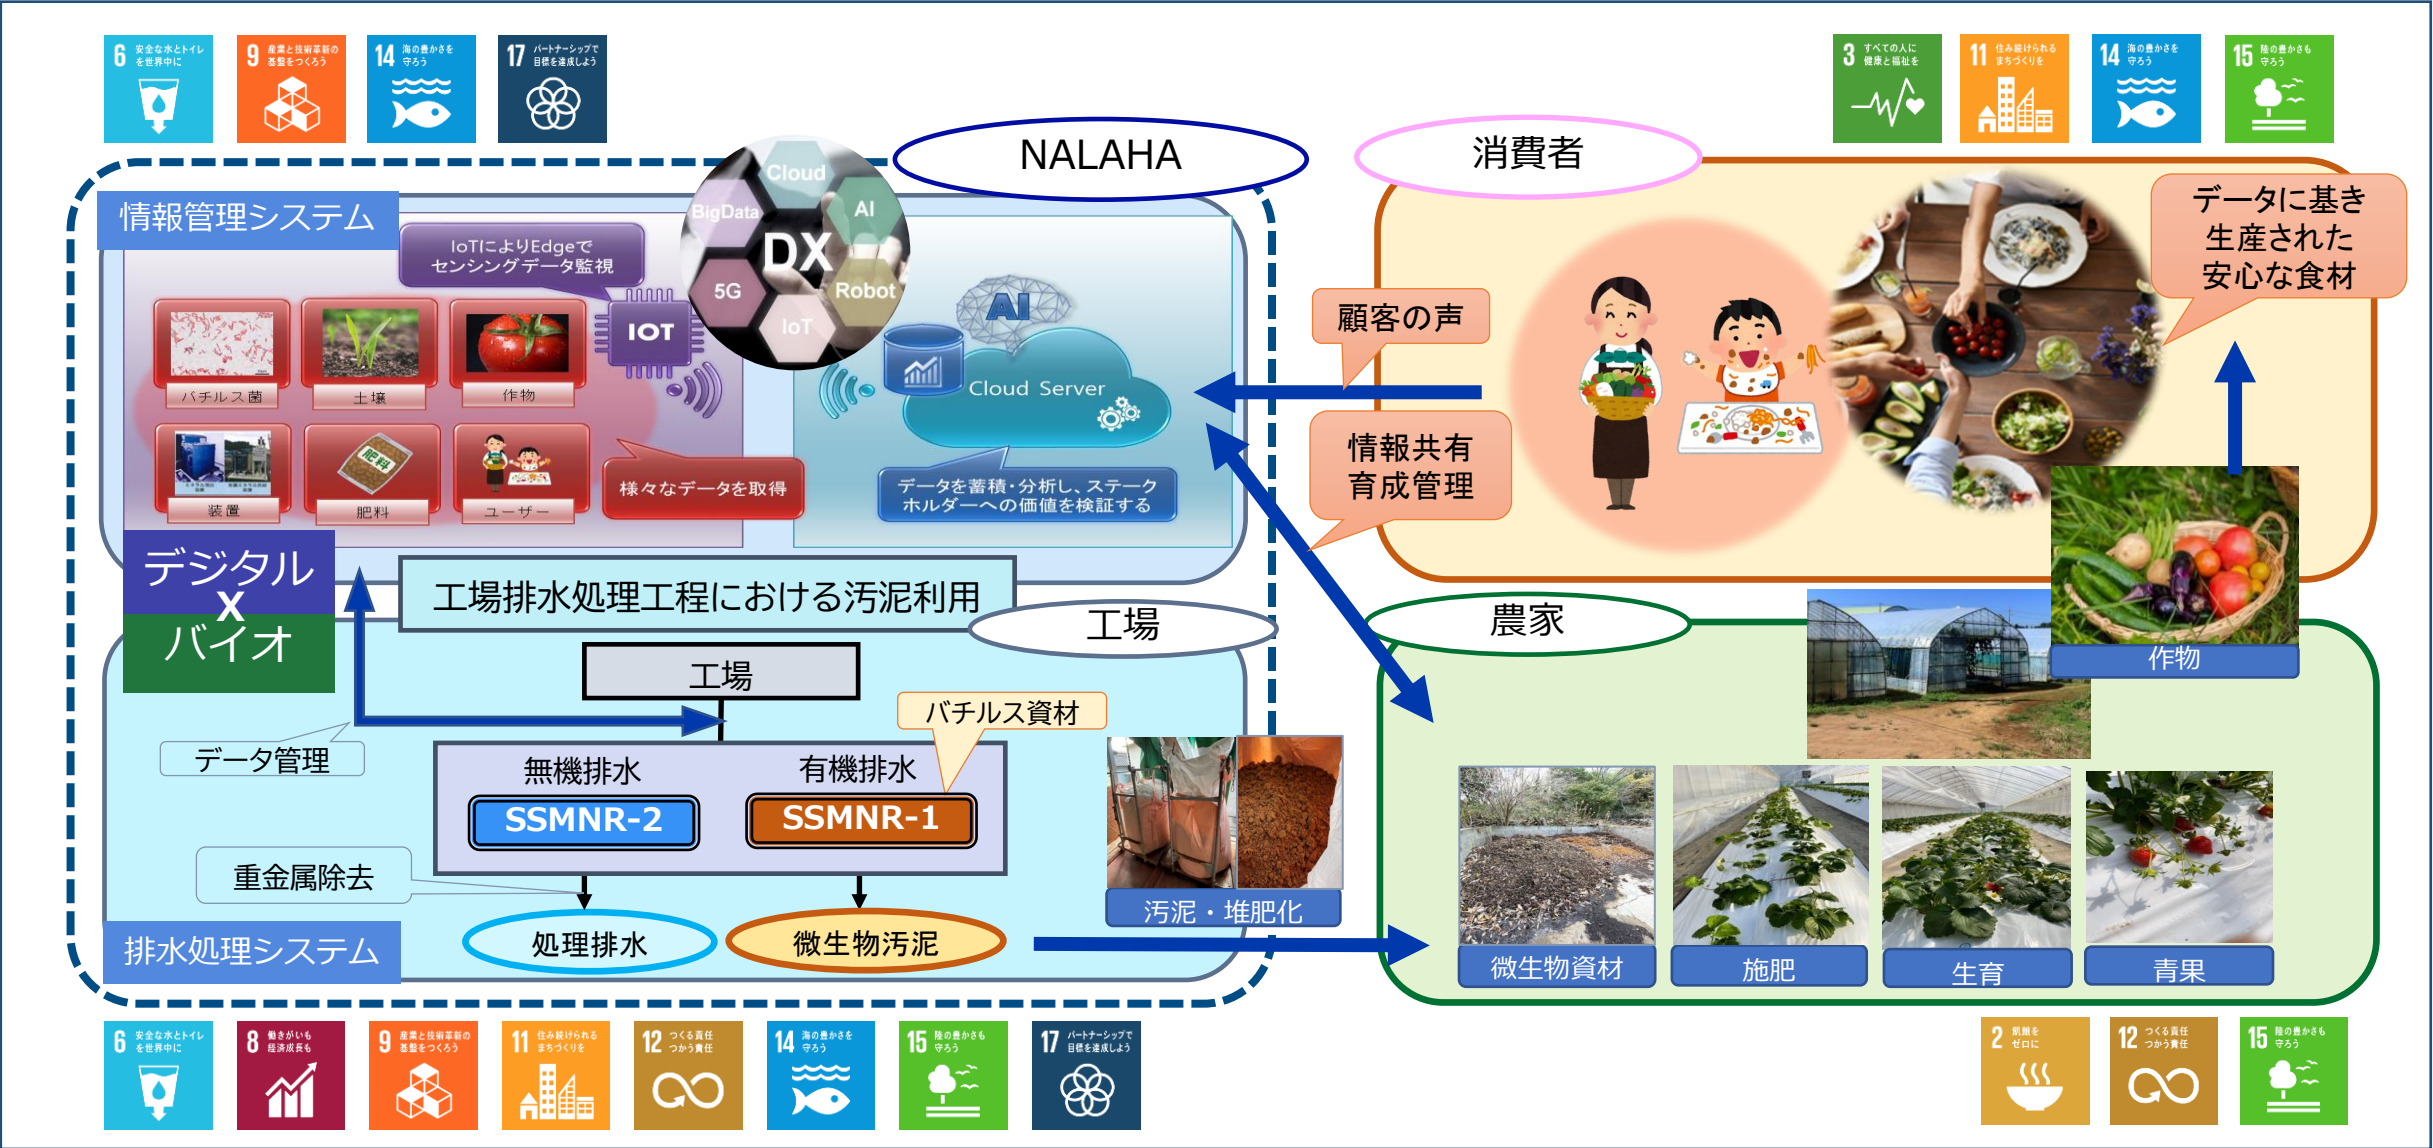 6 安全な水とトイレ
を世界中に
9 産業と技術革新の
基盤をつくろう
14 海の豊かさを
守ろう
17 パートナーシップで
目標を達成しよう
3 すべての人に
健康と福祉を
11 住み続けられる
まちづくりを
14 海の豊かさを
守ろう
15 陸の豊かさも
守ろう
NALAHA
消費者
情報管理システム
IoTによりEdgeで
センシングデータ監視
Cloud
BigData
AI
DX
5G
Robot
IoT
IOT
バチルス菌
土壌
作物
装置
肥料
肥料
ユーザー
様々なデータを取得
AI
Cloud Server
データを蓄積・分析し、ステーク
ホルダーへの価値を検証する
顧客の声
情報共有
育成管理
データに基き
生産された
安心な食材
デジタル
X
バイオ
工場排水処理工程における汚泥利用
工場
工場
データ管理
バチルス資材
無機排水
有機排水
SSMNR-2
SSMNR-1
重金属除去
処理排水
微生物汚泥
排水処理システム
汚泥・堆肥化
農家
作物
微生物資材
施肥
生育
青果
6 安全な水とトイレ
を世界中に
8 働きがいも
経済成長も
9 産業と技術革新の
基盤をつくろう
11 住み続けられる
まちづくりを
12 つくる責任
つかう責任
14 海の豊かさを
守ろう
15 陸の豊かさも
守ろう
17 パートナーシップで
目標を達成しよう
2 飢餓を
ゼロに
12 つくる責任
つかう責任
15 陸の豊かさも
守ろう